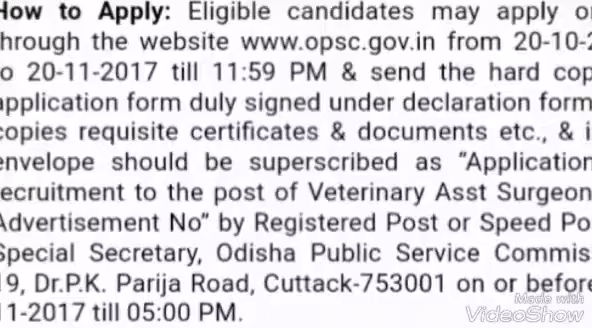 How to Apply: Eligible candidates may apply
through the website www.opsc.gov.in from 20-10-2
to 20-11-2017 till 11:59 PM & send the hard cop
application form duly signed under declaration form
copies requisite certificates & documents etc., &
envelope should be superscribed as “Application
recruitment to the post of Veterinary Asst Surgeon
Advertisement No” by Registered Post or Speed Po
Special Secretary, Odisha Public Service Commis
19, Dr.P.K. Parija Road, Cuttack-753001 on or before
11-2017 till 05:00 PM.
Made with
VideoShow